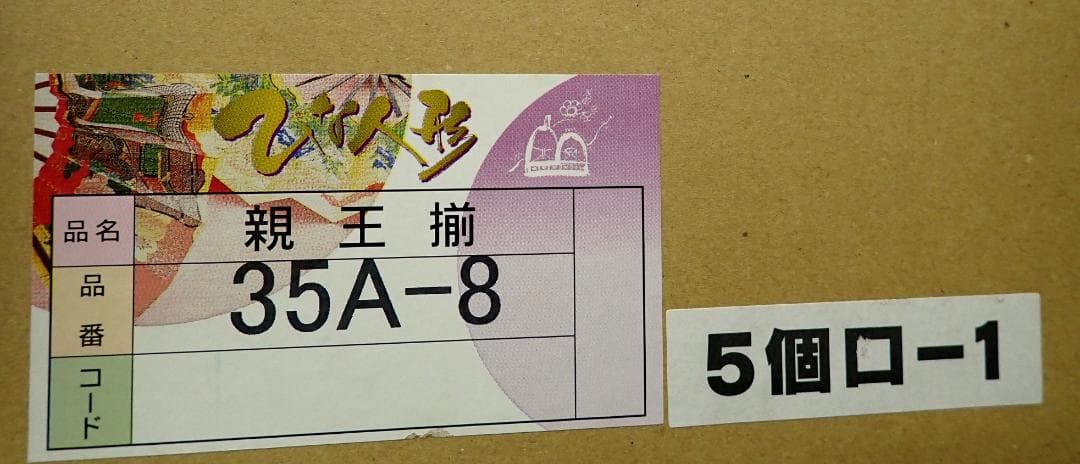 ひな人形
品名 親王揃
品番 35A-8
コード
5個口-1